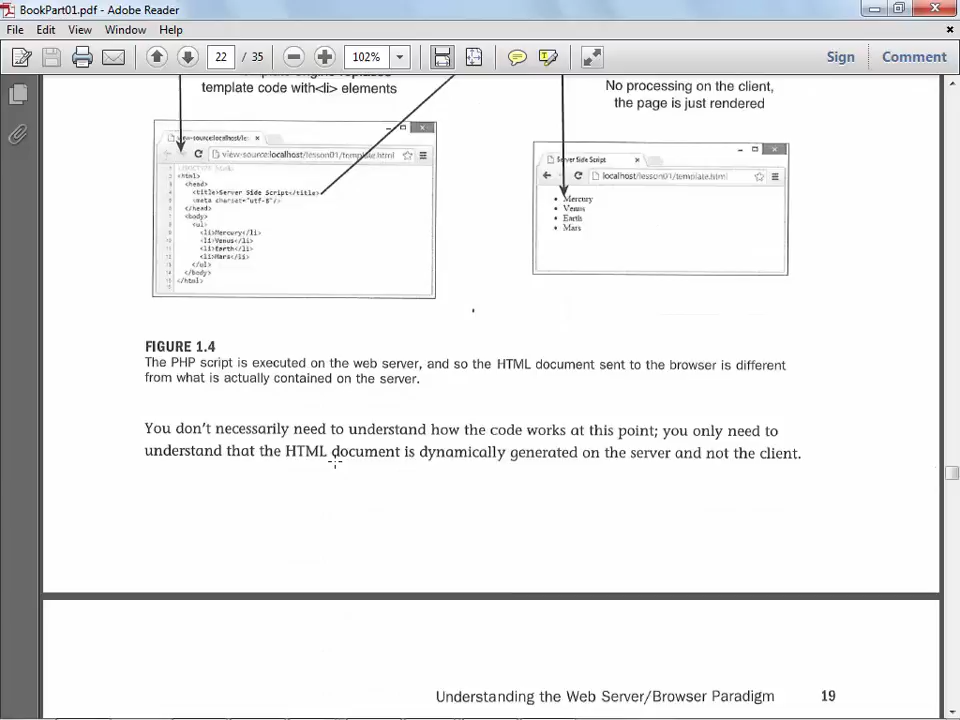 BookPart01.pdf - Adobe Reader
File Edit View Window Help
22 / 35 102% Sign Comment
template code with<li> elements
No processing on the client,
the page is just rendered
view-source:localhost/lesson01/template.html
<html>
<head>
<title>Server Side Script</title>
<meta charset="utf-8"/>
</head>
<body>
<ul>
<li>Mercury</li>
<li>Venus</li>
<li>Earth</li>
<li>Mars</li>
</ul>
</body>
</html>
Server Side Script
localhost/lesson01/template.html
• Mercury
• Venus
• Earth
• Mars
FIGURE 1.4
The PHP script is executed on the web server, and so the HTML document sent to the browser is different
from what is actually contained on the server.
You don't necessarily need to understand how the code works at this point; you only need to
understand that the HTML document is dynamically generated on the server and not the client.
Understanding the Web Server/Browser Paradigm 19